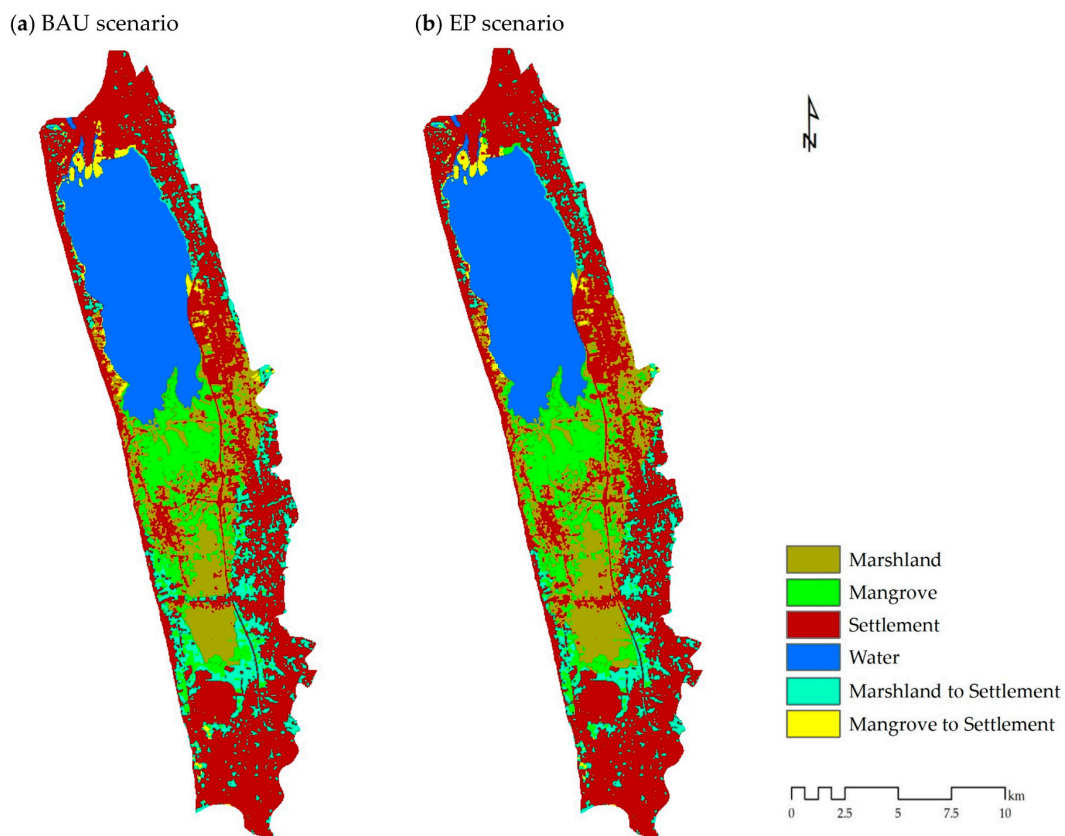 (a) BAU scenario
(b) EP scenario
N
Marshland
Mangrove
Settlement
Water
Marshland to Settlement
Mangrove to Settlement
km
0 2.5 5 7.5 10